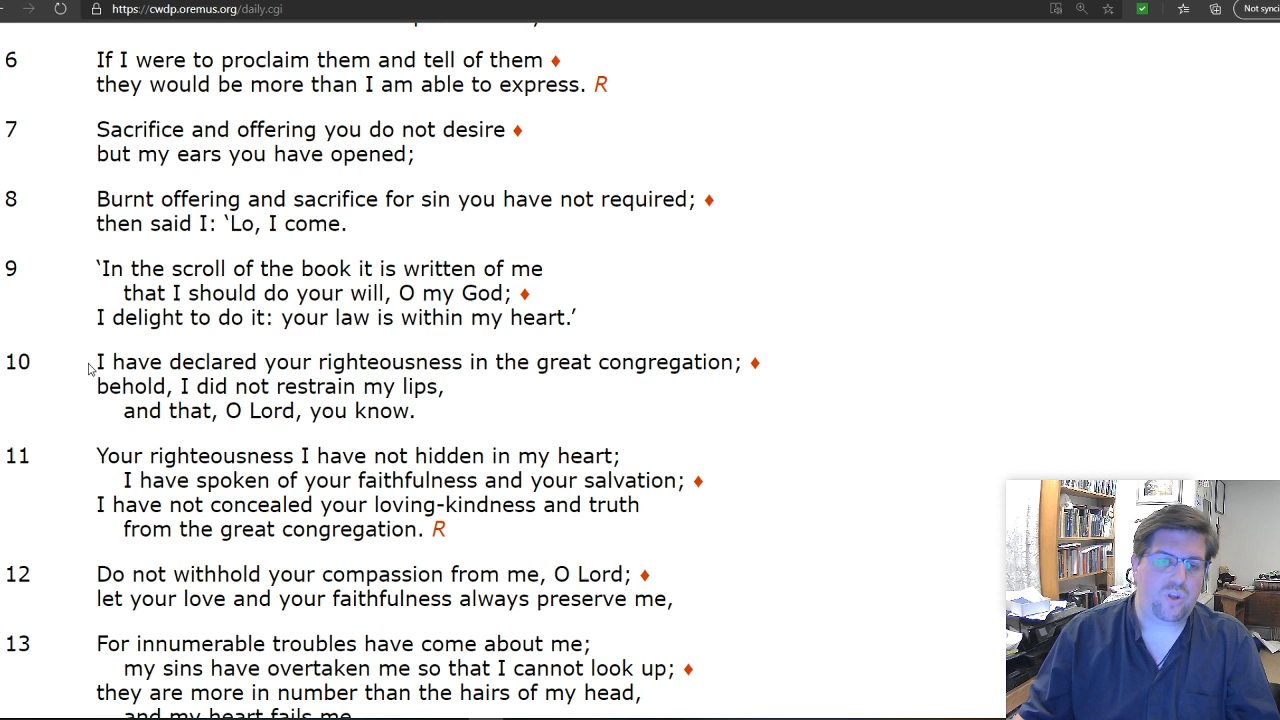 https://cwdp.oremus.org/daily.cgi
Not synci
6 If I were to proclaim them and tell of them ♦
they would be more than I am able to express. R
7 Sacrifice and offering you do not desire ♦
but my ears you have opened;
8 Burnt offering and sacrifice for sin you have not required; ♦
then said I: ‘Lo, I come.
9 ‘In the scroll of the book it is written of me
that I should do your will, O my God; ♦
I delight to do it: your law is within my heart.’
10 I have declared your righteousness in the great congregation; ♦
behold, I did not restrain my lips,
and that, O Lord, you know.
11 Your righteousness I have not hidden in my heart;
I have spoken of your faithfulness and your salvation; ♦
I have not concealed your loving-kindness and truth
from the great congregation. R
12 Do not withhold your compassion from me, O Lord; ♦
let your love and your faithfulness always preserve me,
13 For innumerable troubles have come about me;
my sins have overtaken me so that I cannot look up; ♦
they are more in number than the hairs of my head,
and my heart fails me